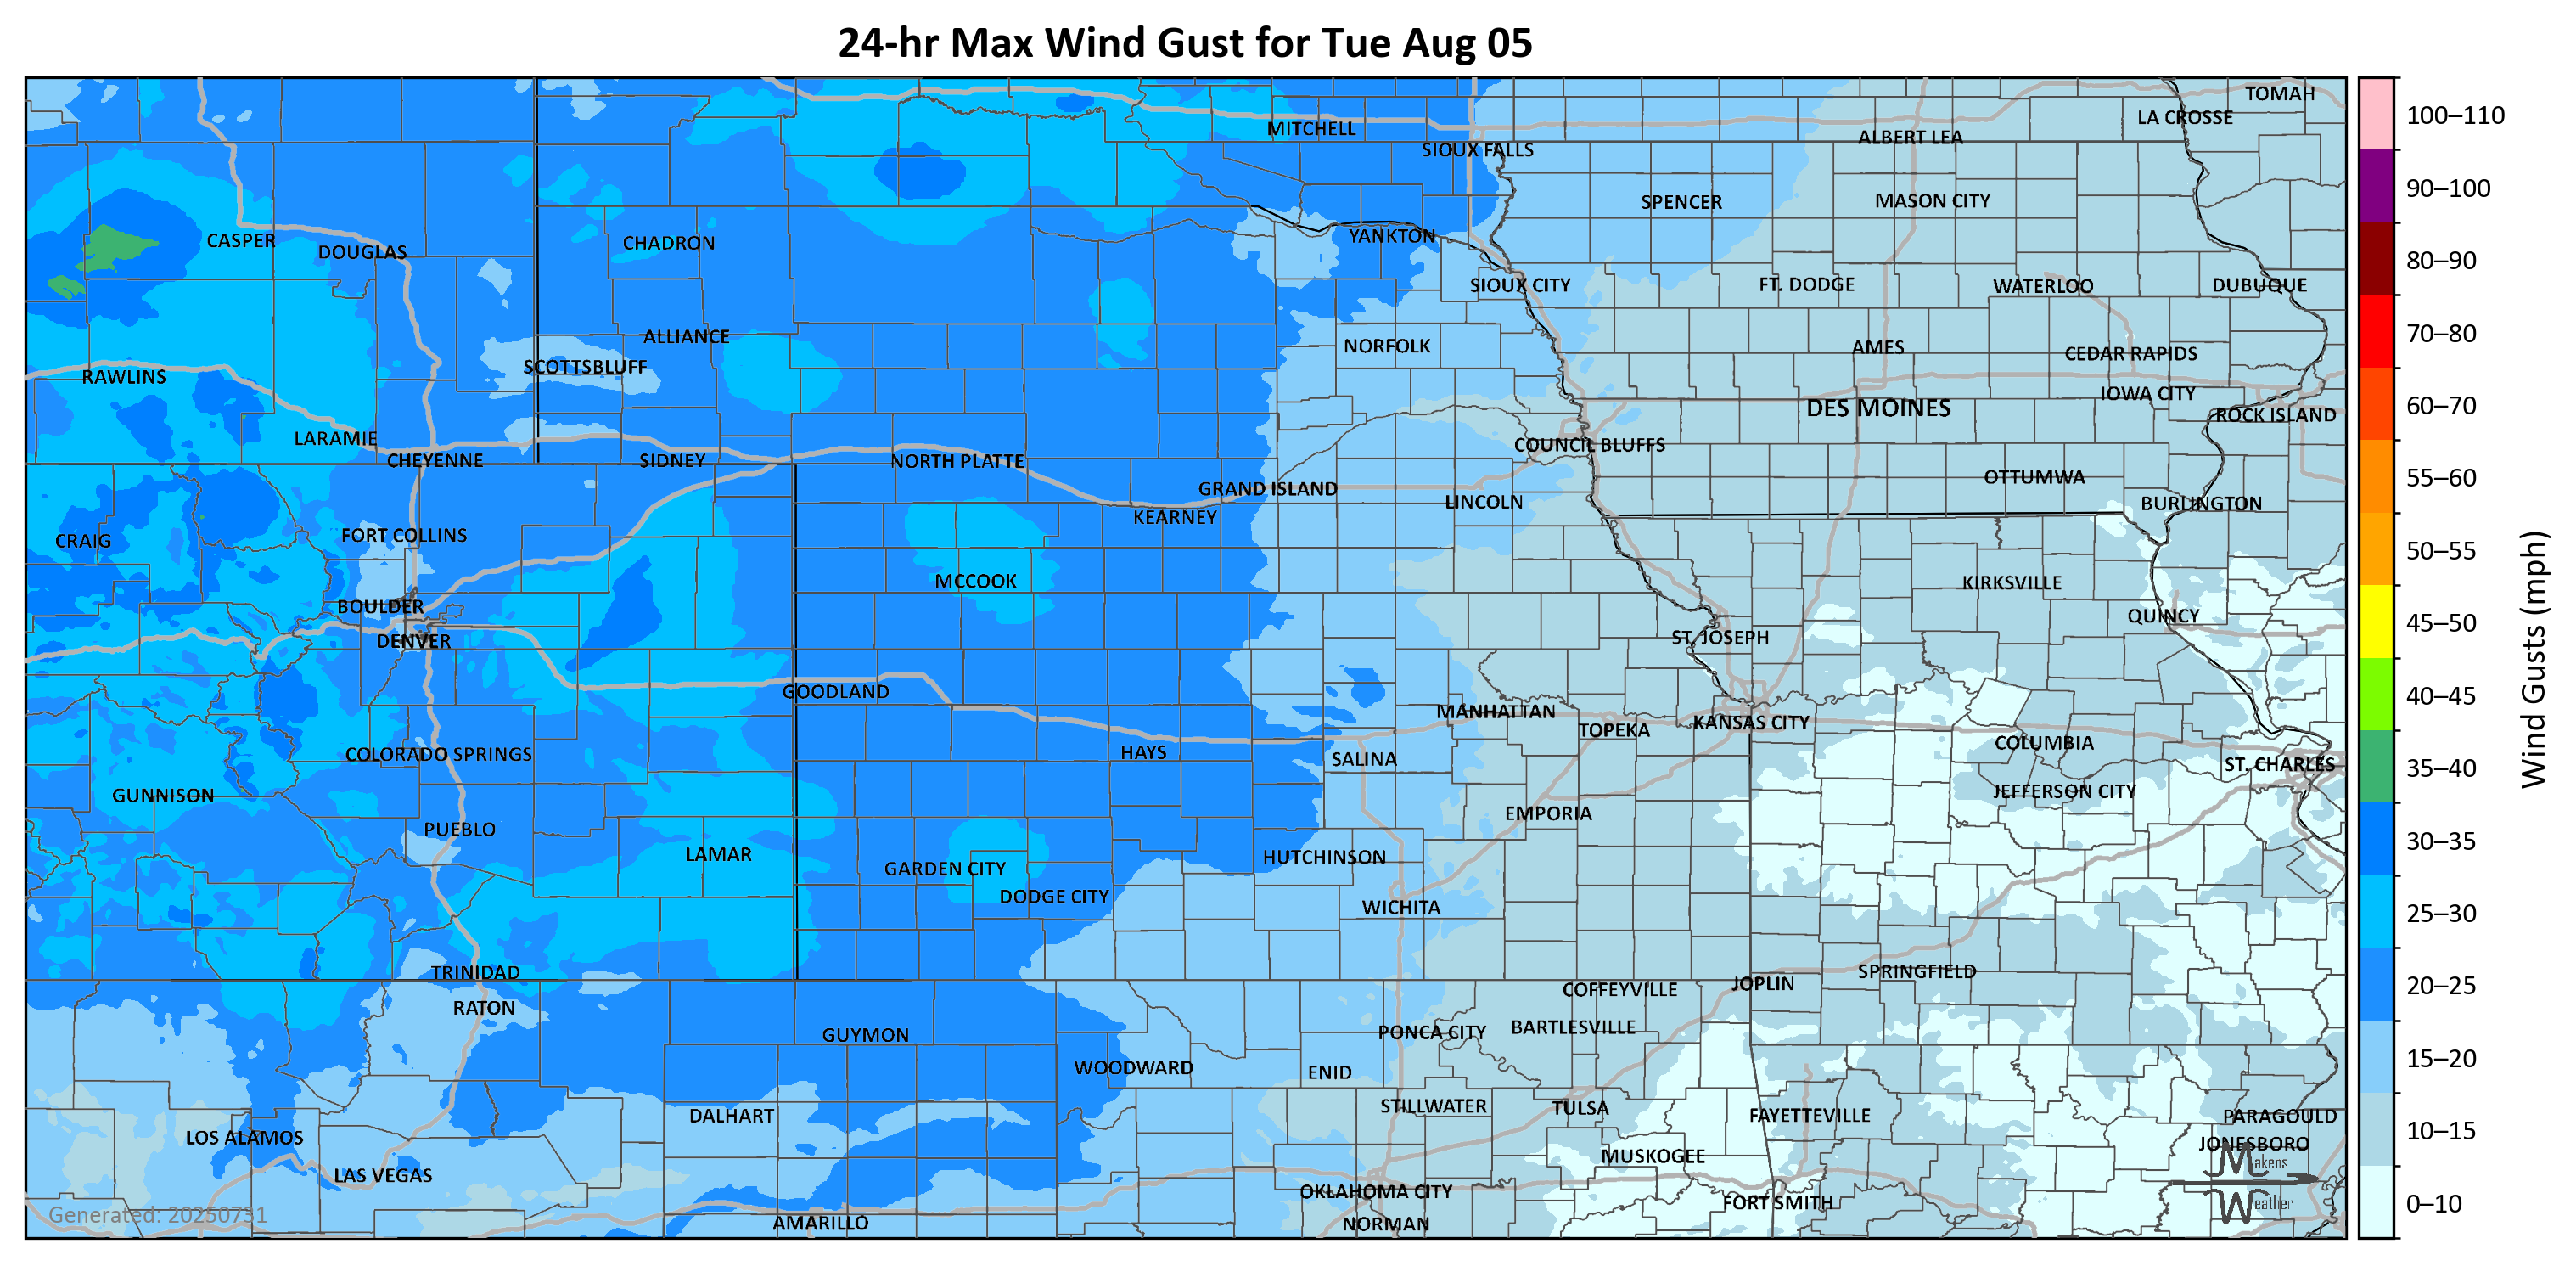 24-hr Max Wind Gust for Tue Aug 05
TOMAH
LA CROSSE
MITCHELL
ALBERT LEA
SIOUX FALLS
SPENCER
MASON CITY
CASPER
DOUGLAS
CHADRON
YANKTON
SIOUX CITY
FT. DODGE
WATERLOO
DUBUQUE
ALLIANCE
NORFOLK
AMES
CEDAR RAPIDS
SCOTTSBLUFF
RAWLINS
IOWA CITY
DES MOINES
ROCK ISLAND
LARAMIE
COUNCIL BLUFFS
CHEYENNE
SIDNEY
NORTH PLATTE
OTTUMWA
GRAND ISLAND
LINCOLN
BURLINGTON
KEARNEY
FORT COLLINS
CRAIG
MCCOOK
KIRKSVILLE
BOULDER
QUINCY
DENVER
ST. JOSEPH
GOODLAND
MANHATTAN
TOPEKA
KANSAS CITY
COLUMBIA
COLORADO SPRINGS
HAYS
SALINA
ST. CHARLES
GUNNISON
JEFFERSON CITY
EMPORIA
PUEBLO
LAMAR
HUTCHINSON
GARDEN CITY
DODGE CITY
WICHITA
TRINIDAD
SPRINGFIELD
JOPLIN
COFFEYVILLE
RATON
GUYMON
PONCA CITY
BARTLESVILLE
WOODWARD
ENID
DALHART
STILLWATER
TULSA
FAYETTEVILLE
PARAGOULD
LOS ALAMOS
JONESBORO
LAS VEGAS
MUSKOGEE
OKLAHOMA CITY
FORT SMITH
AMARILLO
NORMAN
Generated: 20250731
Makens
Weather
100–110
90–100
80–90
70–80
60–70
55–60
50–55
45–50
40–45
35–40
30–35
25–30
20–25
15–20
10–15
0–10
Wind Gusts (mph)